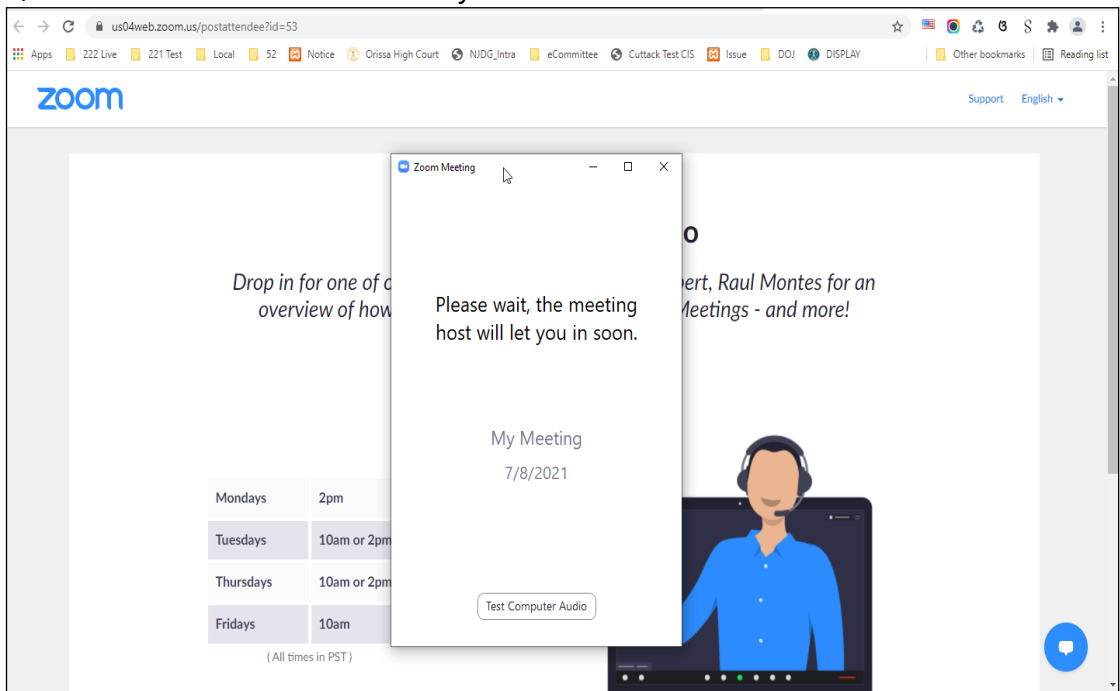 us04web.zoom.us/postattendee?id=53
Apps 222 Live 221 Test Local 52 Notice Orissa High Court NJDG_Intra eCommittee Cuttack Test CIS Issue DOJ DISPLAY Other bookmarks Reading list
zoom
Support English
Zoom Meeting
Drop in for one of
Raul Montes for an
overview of how
Meetings - and more!
Please wait, the meeting
host will let you in soon.
My Meeting
7/8/2021
Mondays 2pm
Tuesdays 10am or 2pm
Thursdays 10am or 2pm
Fridays 10am
( All times in PST )
Test Computer Audio